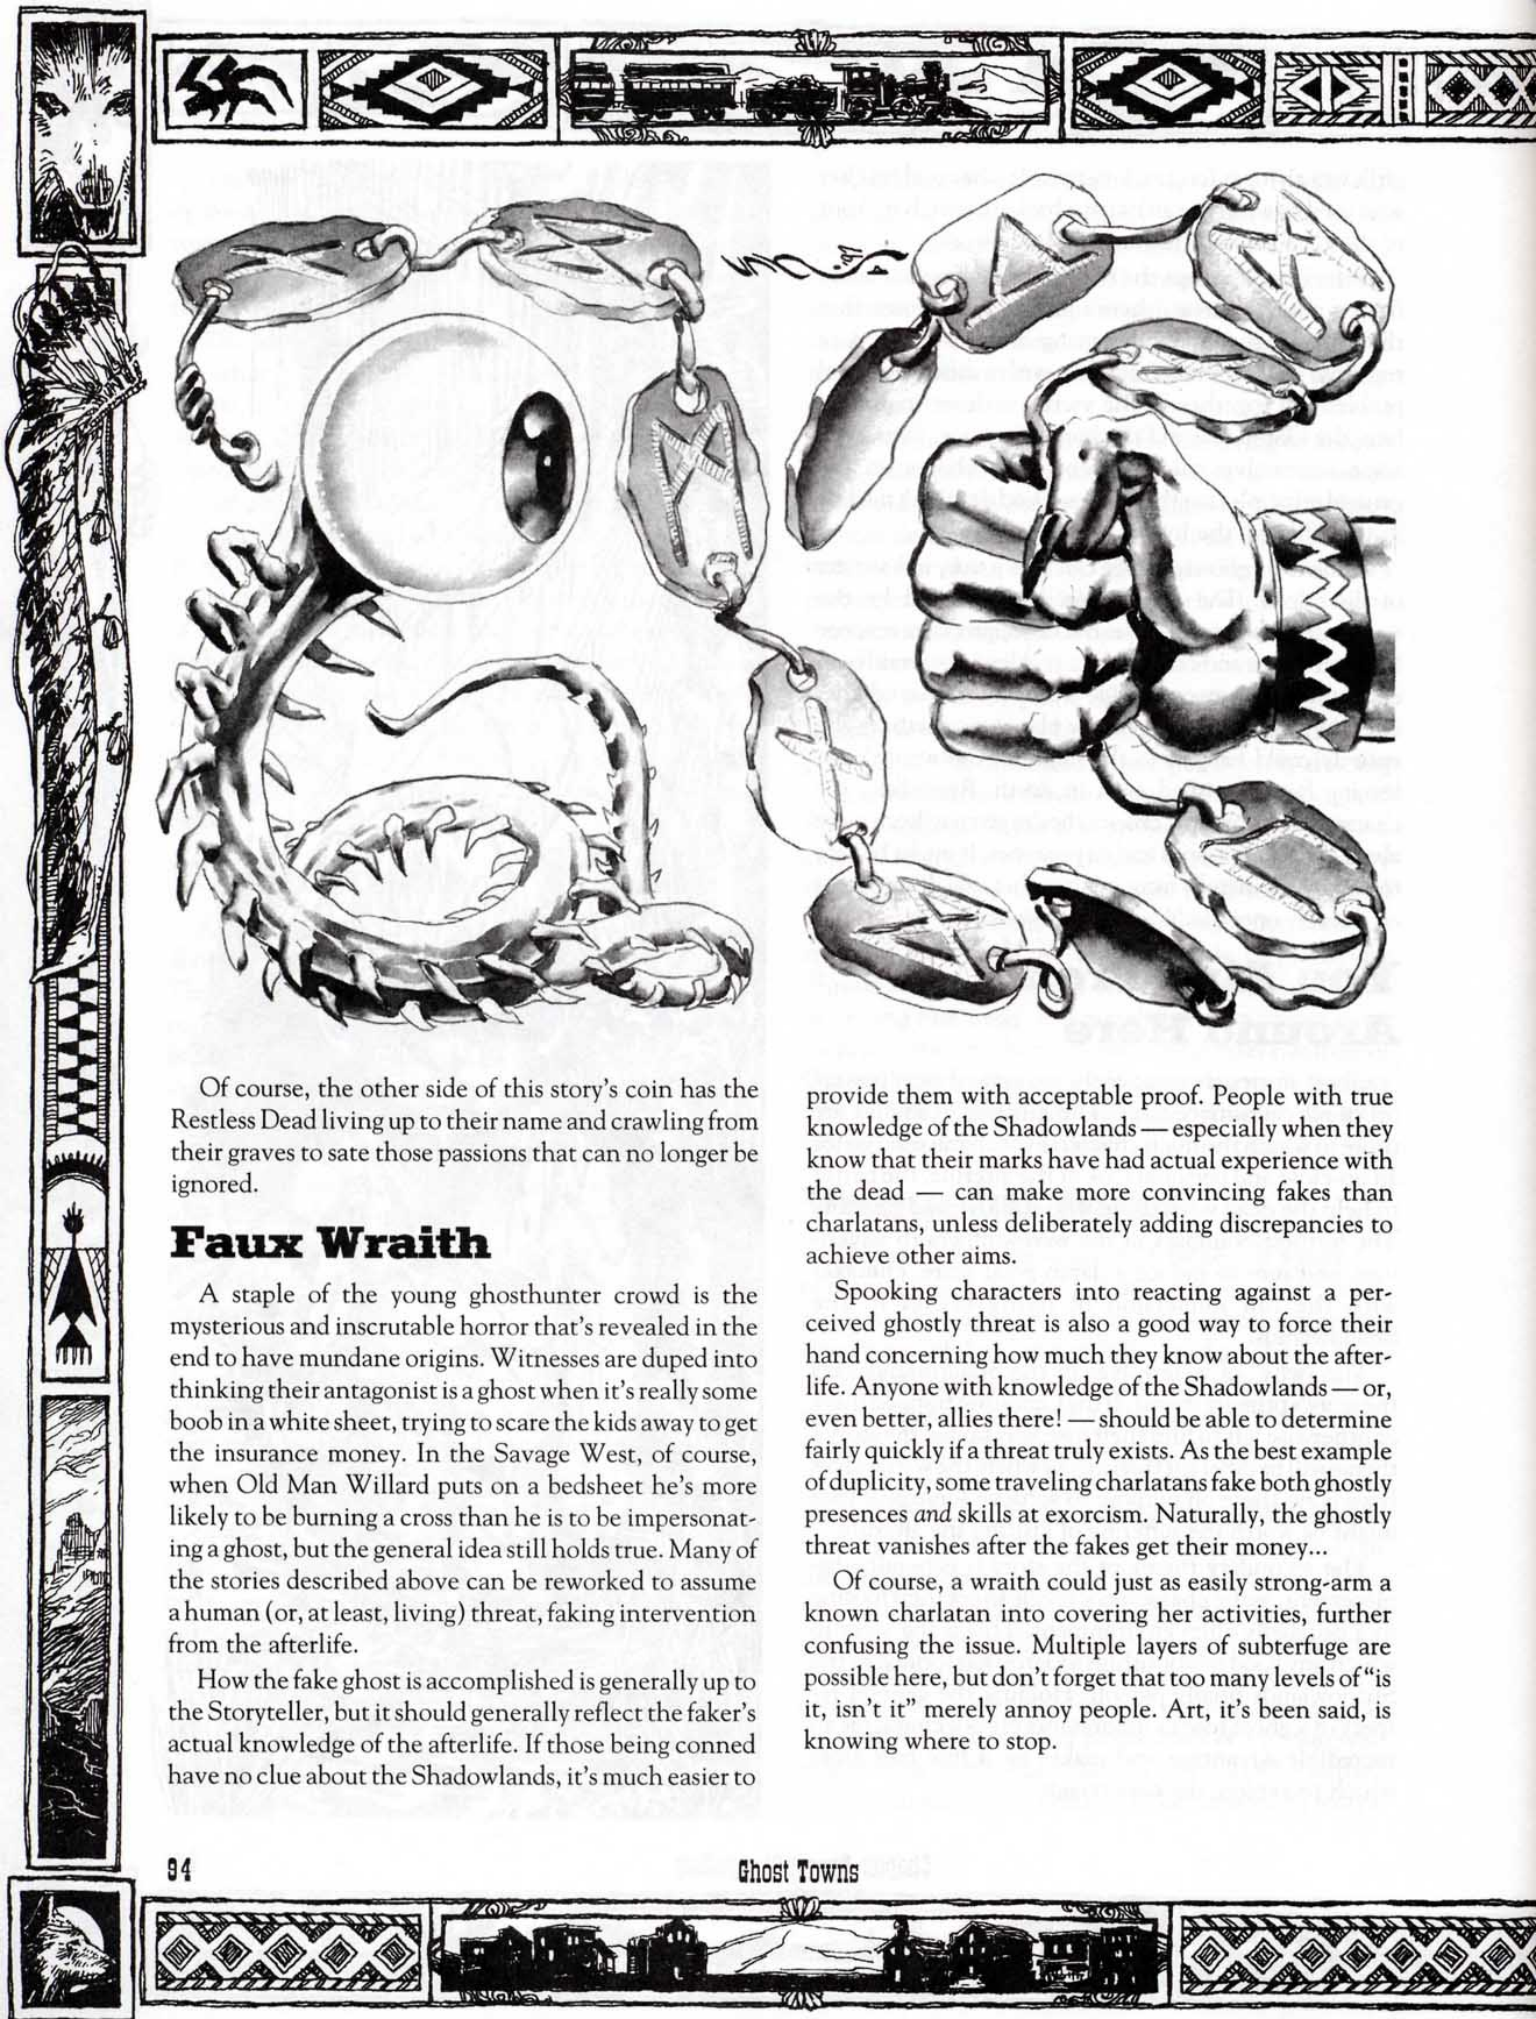 Of course, the other side of this story's coin has the
Restless Dead living up to their name and crawling from
their graves to sate those passions that can no longer be
ignored.
Faux Wraith
A staple of the young ghosthunter crowd is the
mysterious and inscrutable horror that's revealed in the
end to have mundane origins. Witnesses are duped into
thinking their antagonist is a ghost when it's really some
boob in a white sheet, trying to scare the kids away to get
the insurance money. In the Savage West, of course,
when Old Man Willard puts on a bedsheet he's more
likely to be burning a cross than he is to be impersonat-
ing a ghost, but the general idea still holds true. Many of
the stories described above can be reworked to assume
a human (or, at least, living) threat, faking intervention
from the afterlife.
How the fake ghost is accomplished is generally up to
the Storyteller, but it should generally reflect the faker's
actual knowledge of the afterlife. If those being conned
have no clue about the Shadowlands, it's much easier to
provide them with acceptable proof. People with true
knowledge of the Shadowlands — especially when they
know that their marks have had actual experience with
the dead — can make more convincing fakes than
charlatans, unless deliberately adding discrepancies to
achieve other aims.
Spooking characters into reacting against a per-
ceived ghostly threat is also a good way to force their
hand concerning how much they know about the after-
life. Anyone with knowledge of the Shadowlands — or,
even better, allies there! — should be able to determine
fairly quickly if a threat truly exists. As the best example
of duplicity, some traveling charlatans fake both ghostly
presences and skills at exorcism. Naturally, the ghostly
threat vanishes after the fakes get their money...
Of course, a wraith could just as easily strong-arm a
known charlatan into covering her activities, further
confusing the issue. Multiple layers of subterfuge are
possible here, but don't forget that too many levels of "is
it, isn't it" merely annoy people. Art, it's been said, is
knowing where to stop.
94
Ghost Towns